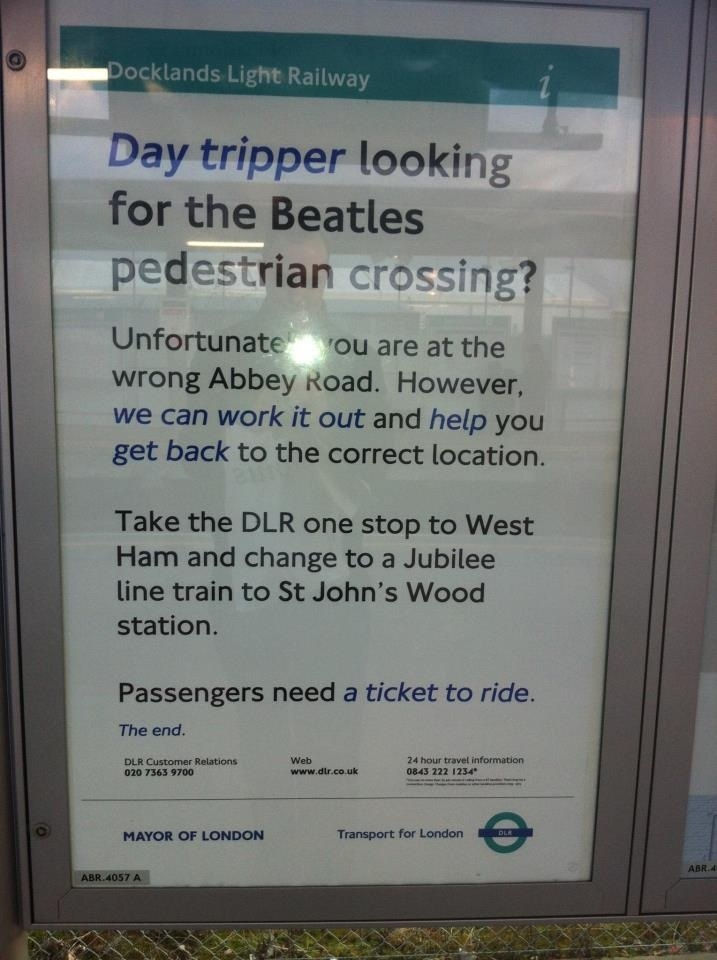 Docklands Light Railway
i
Day tripper looking
for the Beatles
pedestrian crossing?
Unfortunate you are at the
wrong Abbey Road. However,
we can work it out and help you
get back to the correct location.
Take the DLR one stop to West
Ham and change to a Jubilee
line train to St John's Wood
station.
Passengers need a ticket to ride.
The end.
DLR Customer Relations
020 7363 9700
Web
www.dlr.co.uk
24 hour travel information
0843 222 1234*
MAYOR OF LONDON
Transport for London
DLR
ABR.4057 A
ABR.4